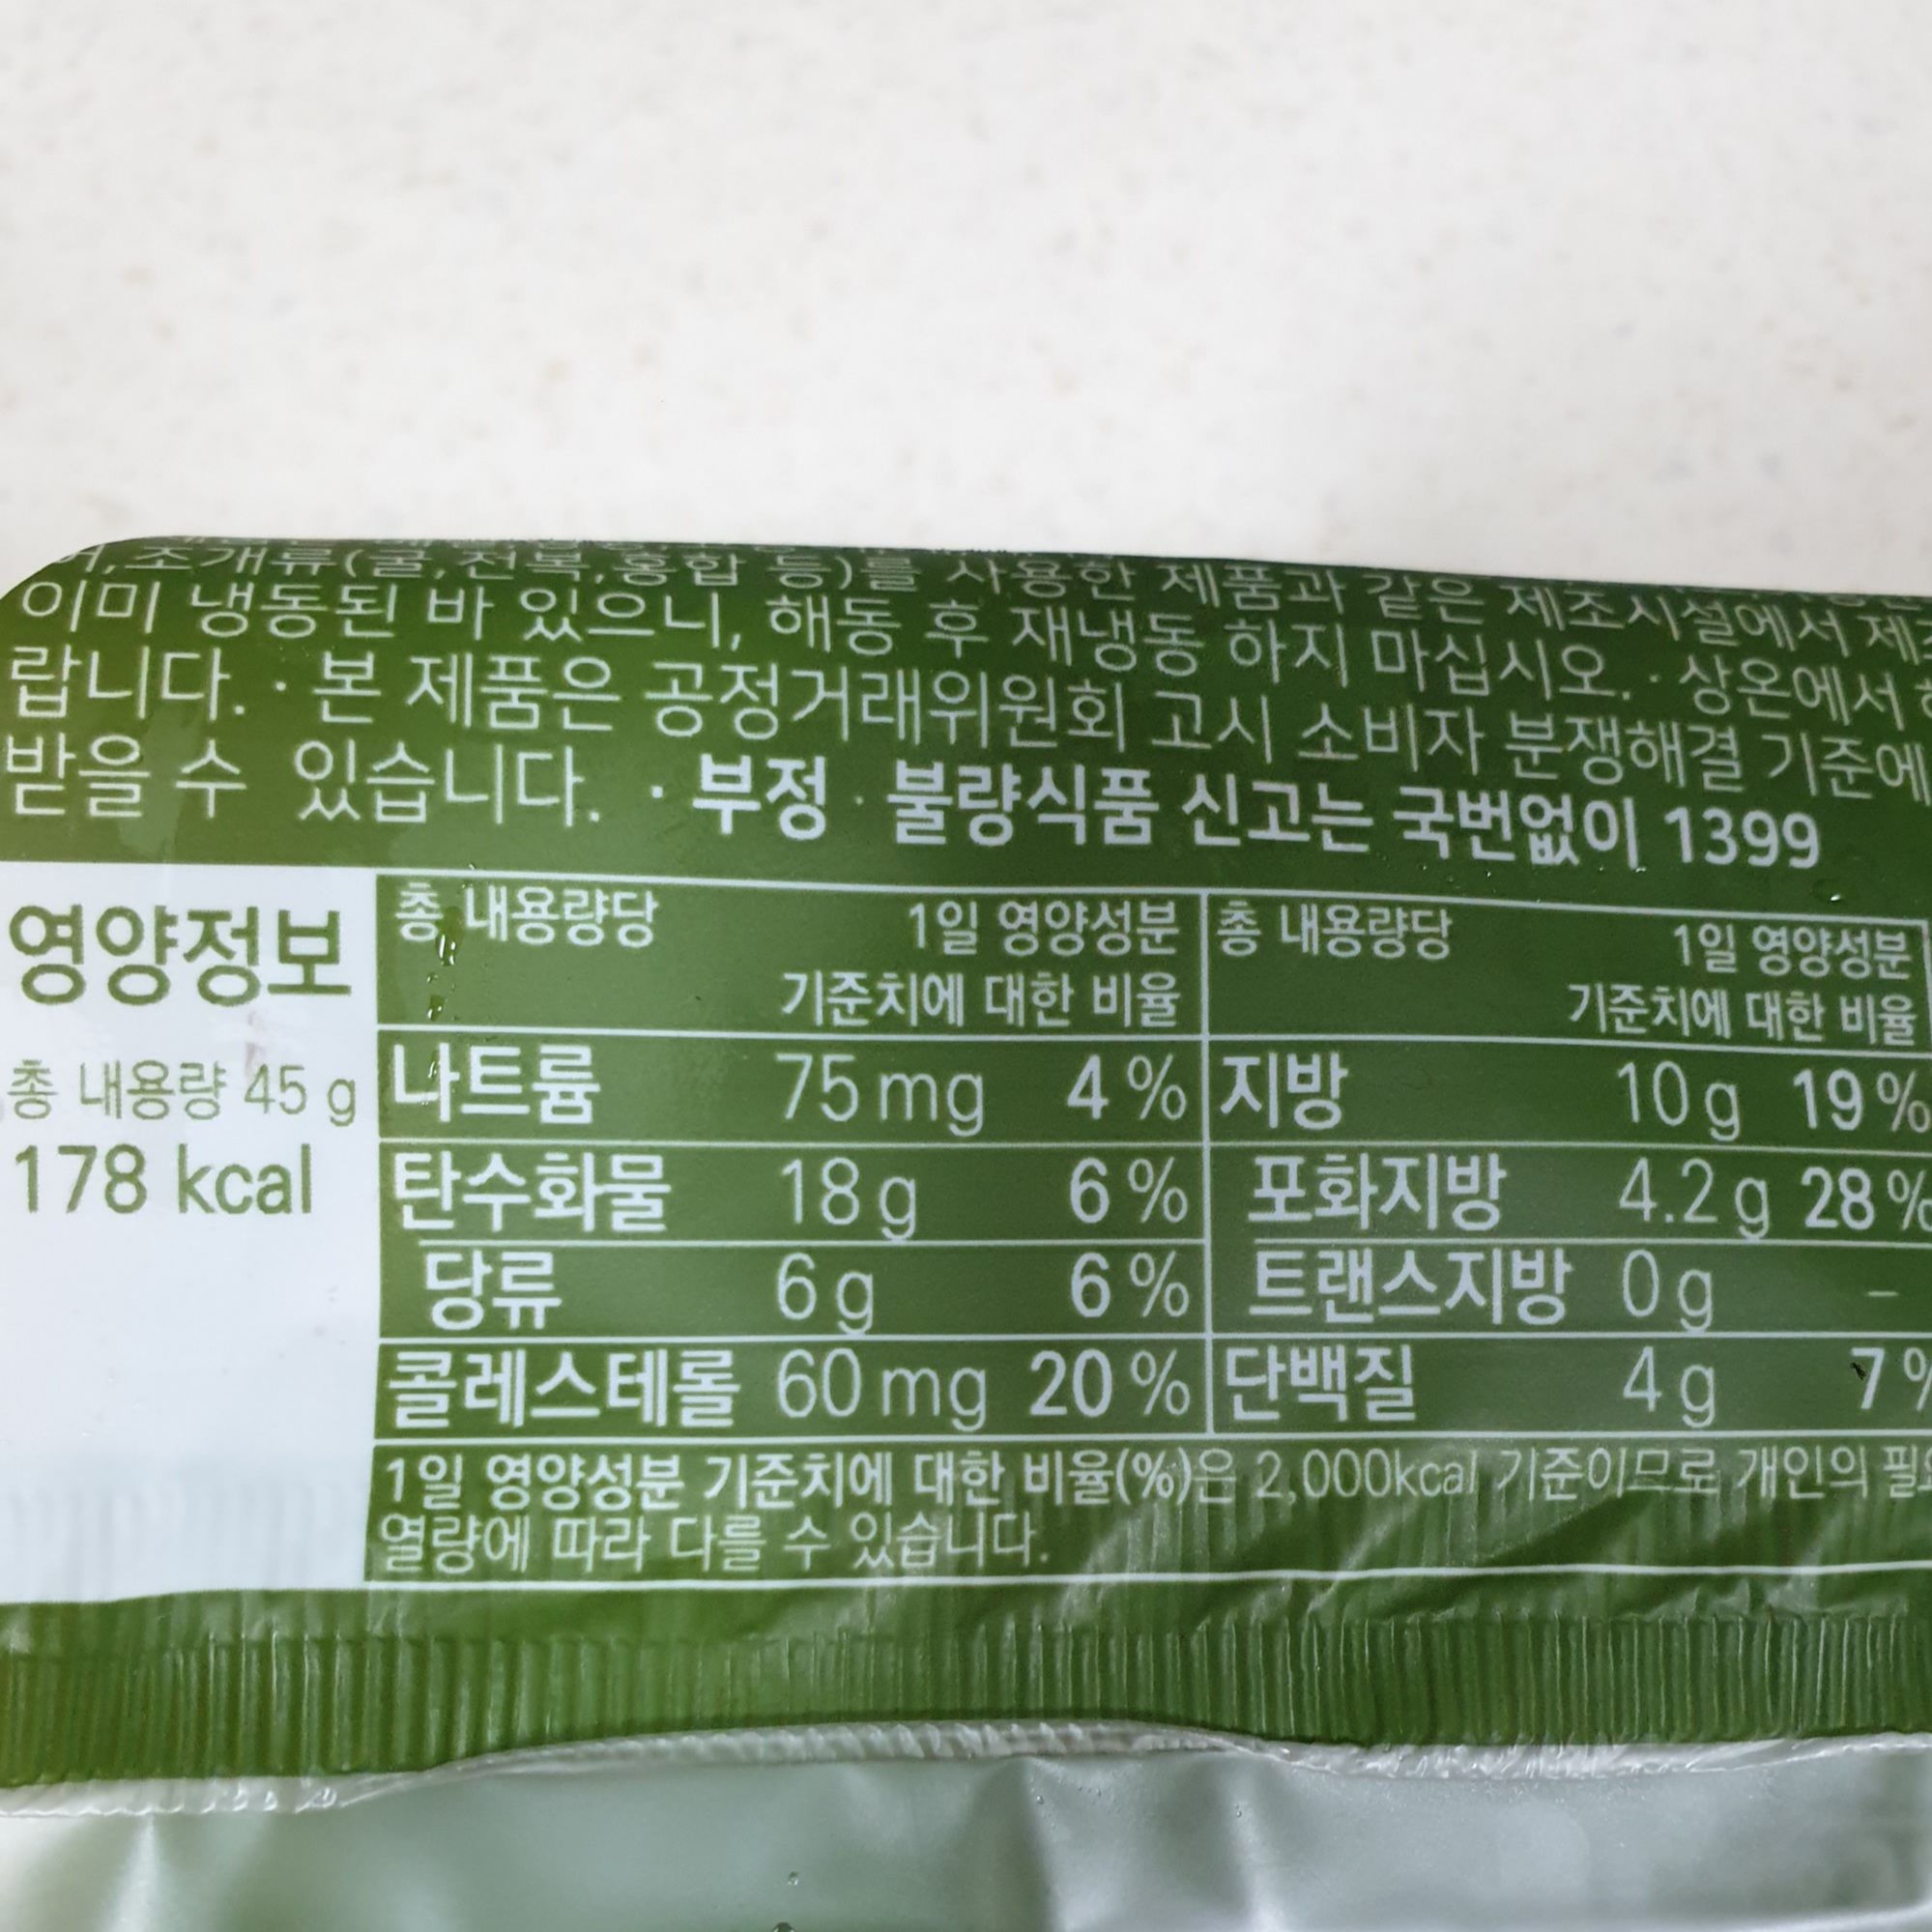 조개류(굴,전복,홍합 등)를 사용한 제품과 같은 제조시설에서
이미 냉동된 바 있으니, 해동 후 재냉동 하지 마십시오. · 상온에서
랍니다. · 본 제품은 공정거래위원회 고시 소비자 분쟁해결 기준에
받을 수 있습니다. · 부정 · 불량식품 신고는 국번없이 1399
영양정보
총 내용량 45 g
178 kcal
총 내용량당 1일 영양성분 기준치에 대한 비율 총 내용량당 1일 영양성분 기준치에 대한 비율
나트륨 75 mg 4 % 지방 10 g 19 %
탄수화물 18 g 6 % 포화지방 4.2 g 28 %
당류 6 g 6 % 트랜스지방 0 g –
콜레스테롤 60 mg 20 % 단백질 4 g 7 %
1일 영양성분 기준치에 대한 비율(%)은 2,000kcal 기준이므로 개인의
열량에 따라 다를 수 있습니다.